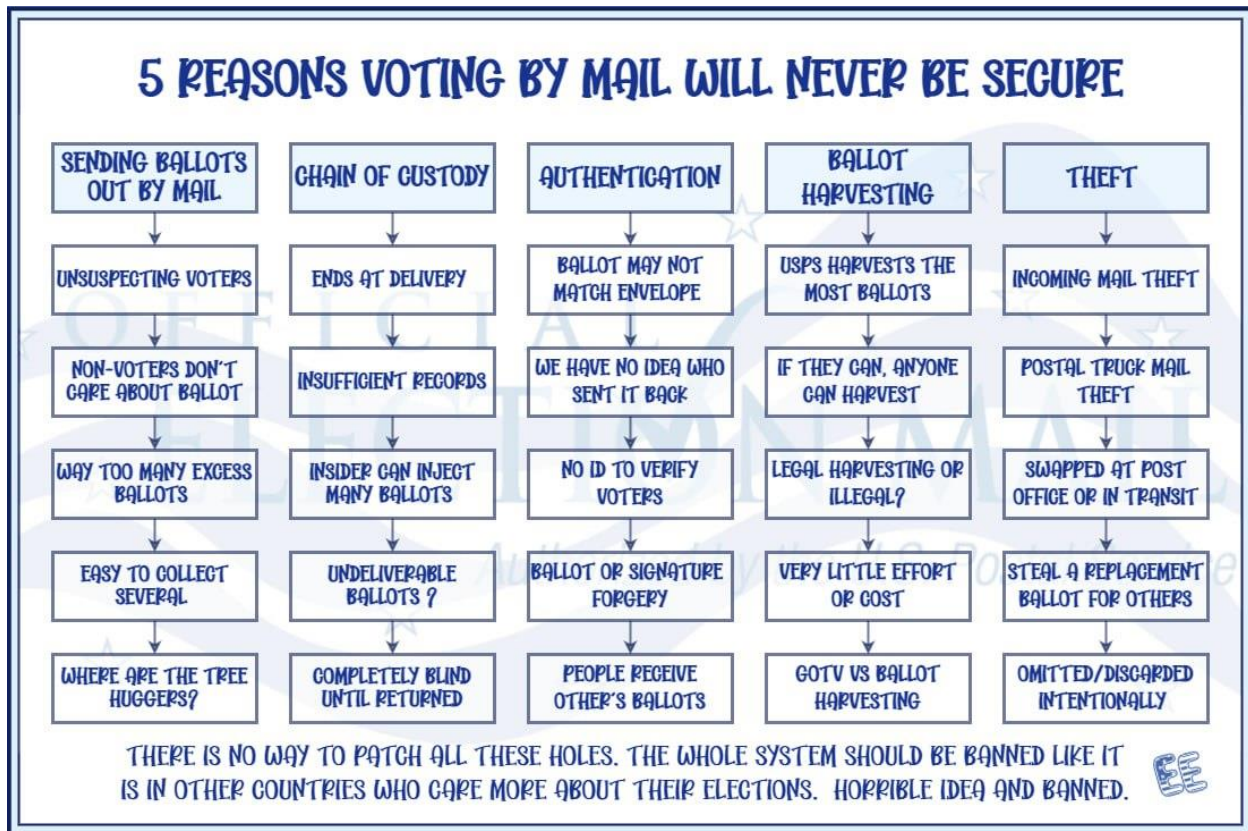 5 REASONS VOTING BY MAIL WILL NEVER BE SECURE
SENDING BALLOTS
OUT BY MAIL
UNSUSPECTING VOTERS
NON-VOTERS DON'T
CARE ABOUT BALLOT
WAY TOO MANY EXCESS
BALLOTS
EASY TO COLLECT
SEVERAL
WHERE ARE THE TREE
HUGGERS?
CHAIN OF CUSTODY
ENDS AT DELIVERY
INSUFFICIENT RECORDS
INSIDER CAN INJECT
MANY BALLOTS
UNDELIVERABLE
BALLOTS ?
COMPLETELY BLIND
UNTIL RETURNED
AUTHENTICATION
BALLOT MAY NOT
MATCH ENVELOPE
WE HAVE NO IDEA WHO
SENT IT BACK
NO ID TO VERIFY
VOTERS
BALLOT OR SIGNATURE
FORGERY
PEOPLE RECEIVE
OTHER'S BALLOTS
BALLOT
HARVESTING
USPS HARVESTS THE
MOST BALLOTS
IF THEY CAN, ANYONE
CAN HARVEST
LEGAL HARVESTING OR
ILLEGAL?
VERY LITTLE EFFORT
OR COST
GOTV VS BALLOT
HARVESTING
THEFT
INCOMING MAIL THEFT
POSTAL TRUCK MAIL
THEFT
SWAPPED AT POST
OFFICE OR IN TRANSIT
STEAL A REPLACEMENT
BALLOT FOR OTHERS
OMITTED/DISCARDED
INTENTIONALLY
OFFICIAL
ELECTION MAIL
Authorized by the U.S. Postal Service
THERE IS NO WAY TO PATCH ALL THESE HOLES. THE WHOLE SYSTEM SHOULD BE BANNED LIKE IT
IS IN OTHER COUNTRIES WHO CARE MORE ABOUT THEIR ELECTIONS. HORRIBLE IDEA AND BANNED.
EE